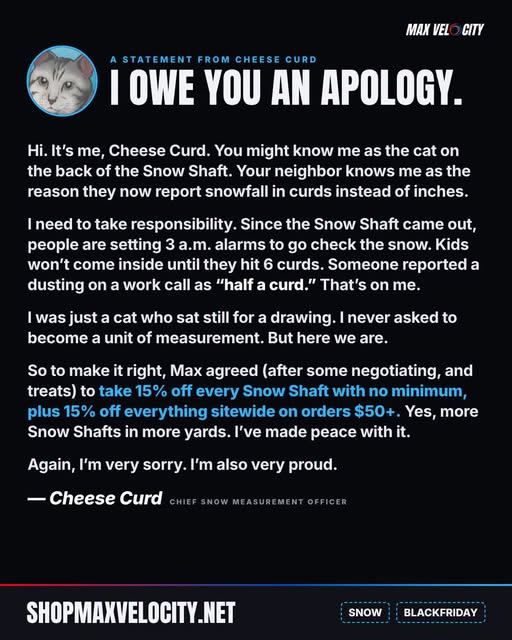 MAX VELOCITY
A STATEMENT FROM CHEESE CURD
I OWE YOU AN APOLOGY.
Hi. It’s me, Cheese Curd. You might know me as the cat on
the back of the Snow Shaft. Your neighbor knows me as the
reason they now report snowfall in curds instead of inches.
I need to take responsibility. Since the Snow Shaft came out,
people are setting 3 a.m. alarms to go check the snow. Kids
won’t come inside until they hit 6 curds. Someone reported a
dusting on a work call as “half a curd.” That’s on me.
I was just a cat who sat still for a drawing. I never asked to
become a unit of measurement. But here we are.
So to make it right, Max agreed (after some negotiating, and
treats) to take 15% off every Snow Shaft with no minimum,
plus 15% off everything sitewide on orders $50+. Yes, more
Snow Shafts in more yards. I’ve made peace with it.
Again, I’m very sorry. I’m also very proud.
— Cheese Curd CHIEF SNOW MEASUREMENT OFFICER
SHOPMAXVELOCITY.NET SNOW BLACKFRIDAY